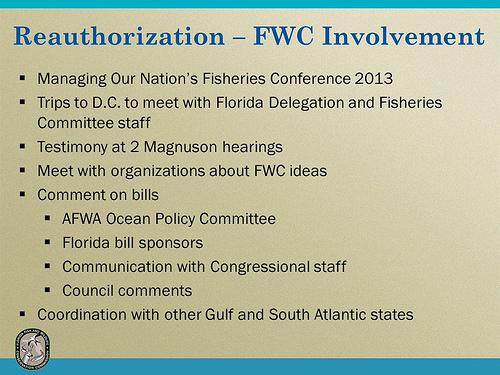 Reauthorization – FWC Involvement
▪ Managing Our Nation's Fisheries Conference 2013
▪ Trips to D.C. to meet with Florida Delegation and Fisheries
Committee staff
▪ Testimony at 2 Magnuson hearings
▪ Meet with organizations about FWC ideas
▪ Comment on bills
▪ AFWA Ocean Policy Committee
▪ Florida bill sponsors
▪ Communication with Congressional staff
▪ Council comments
▪ Coordination with other Gulf and South Atlantic states